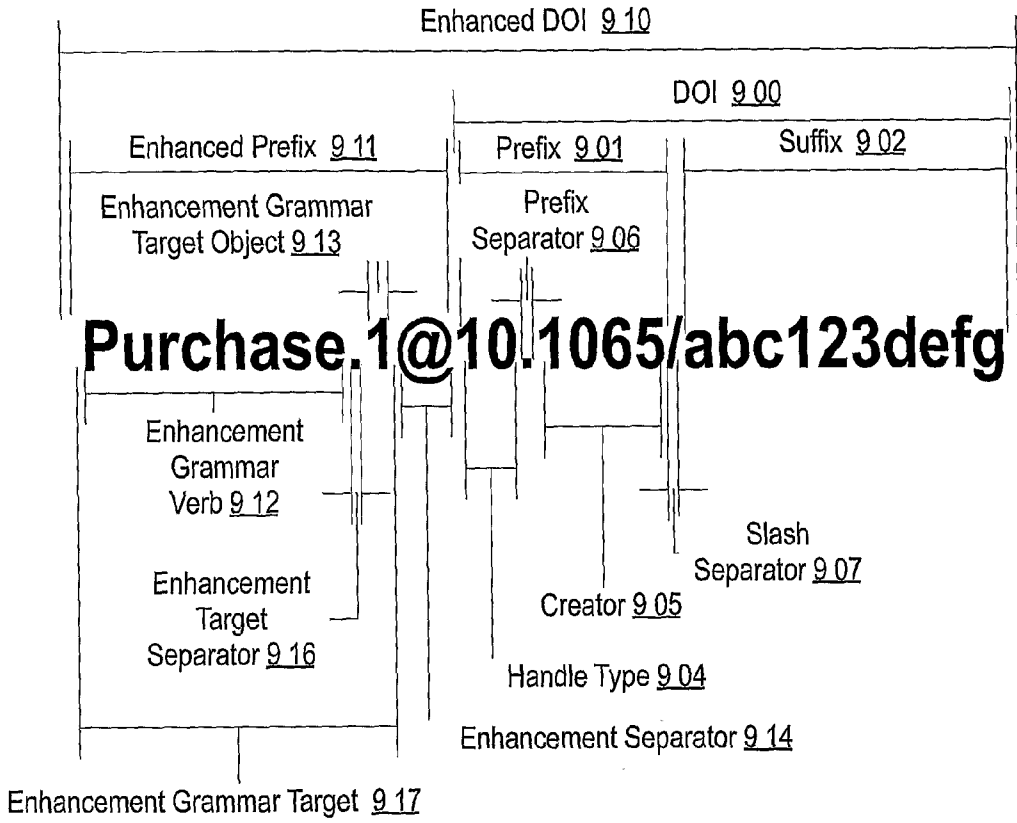 Enhanced DOI 9 10
DOI 9 00
Enhanced Prefix 9 11
Prefix 9 01
Suffix 9 02
Enhancement Grammar
Target Object 9 13
Prefix
Separator 9 06
Purchase.1@10.1065/abc123defg
Enhancement
Grammar
Verb 9 12
Slash
Separator 9 07
Enhancement
Target
Separator 9 16
Creator 9 05
Handle Type 9 04
Enhancement Separator 9 14
Enhancement Grammar Target 9 17